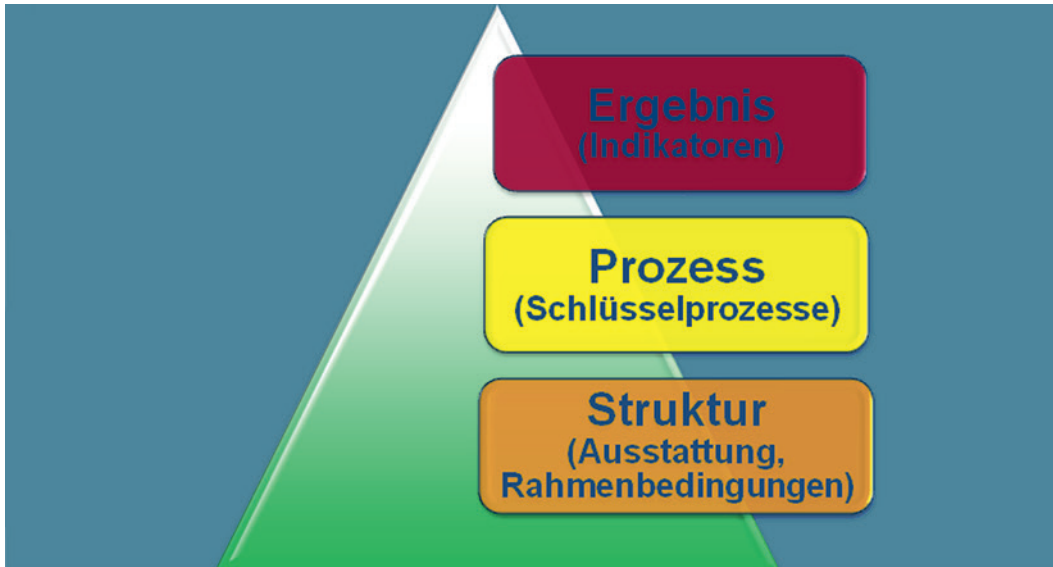 Ergebnis
(Indikatoren)
Prozess
(Schlüsselprozesse)
Struktur
(Ausstattung,
Rahmenbedingungen)